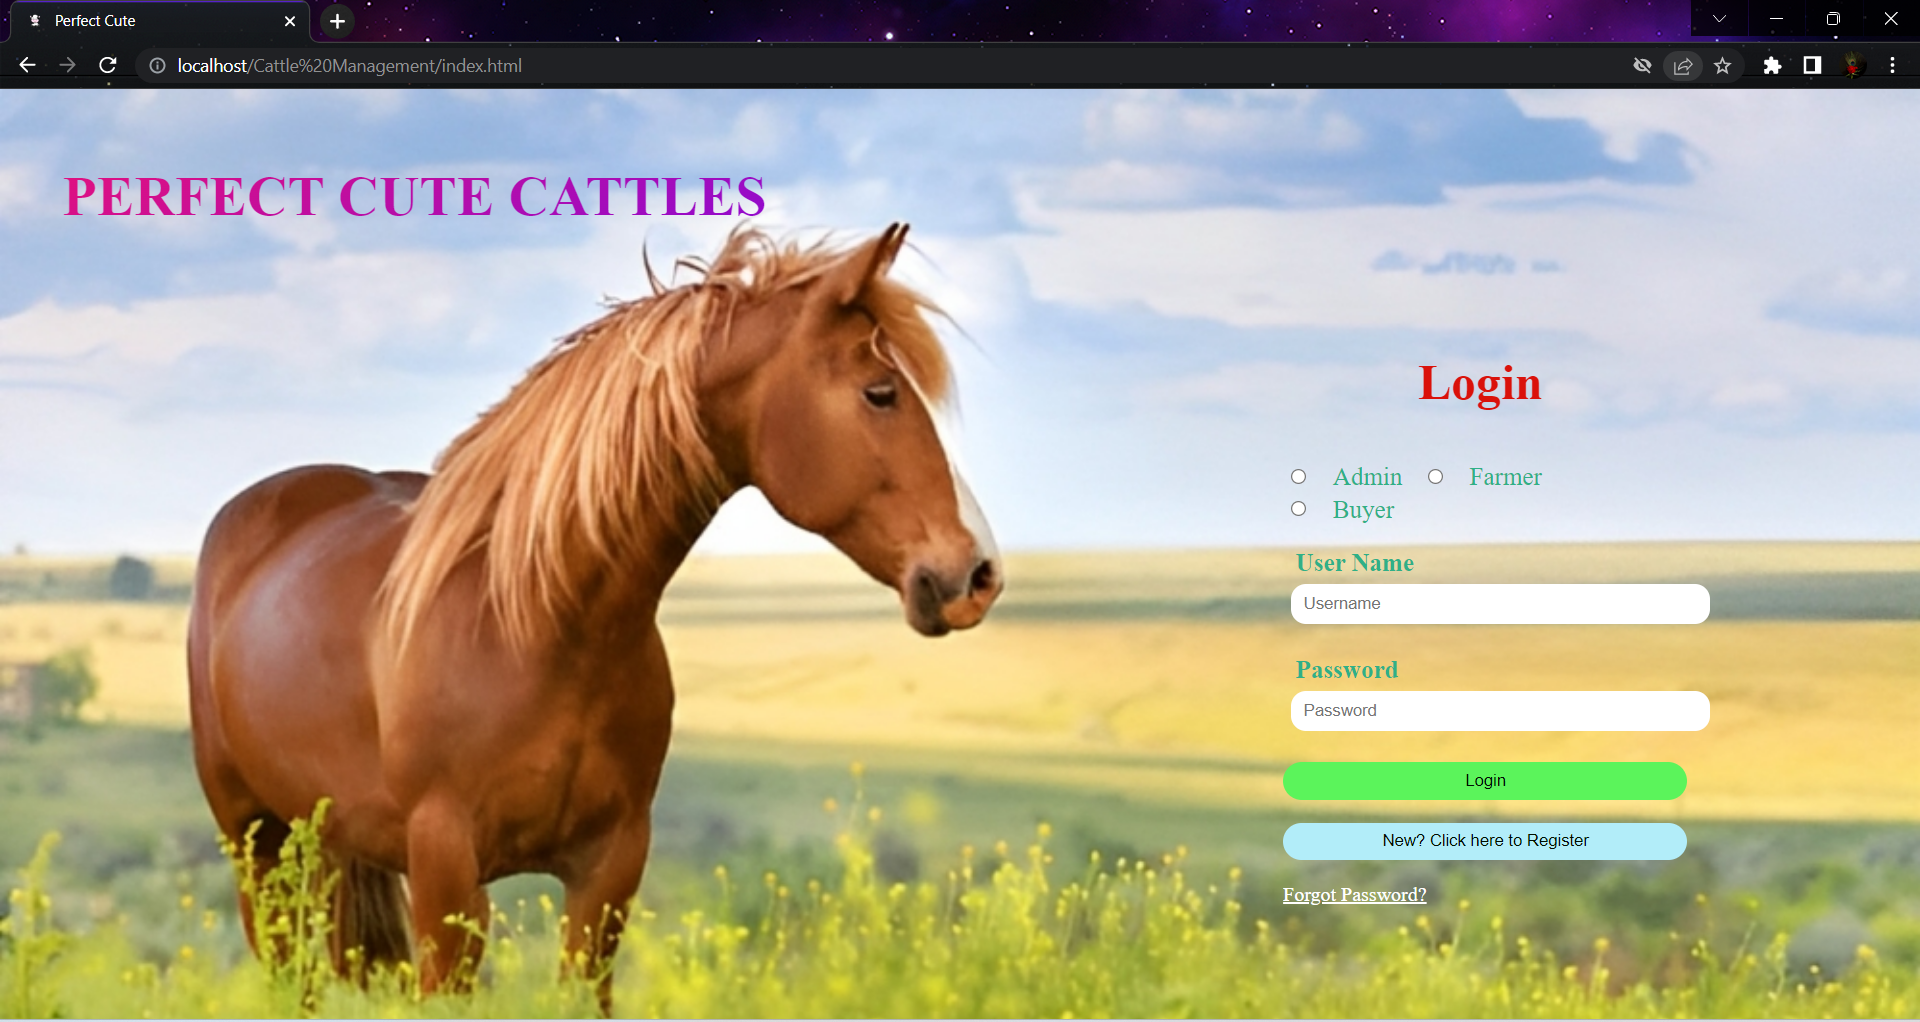 Perfect Cute
localhost/Cattle%20Management/index.html
PERFECT CUTE CATTLES
Login
Admin Farmer
Buyer
User Name
Username
Password
Password
Login
New? Click here to Register
Forgot Password?